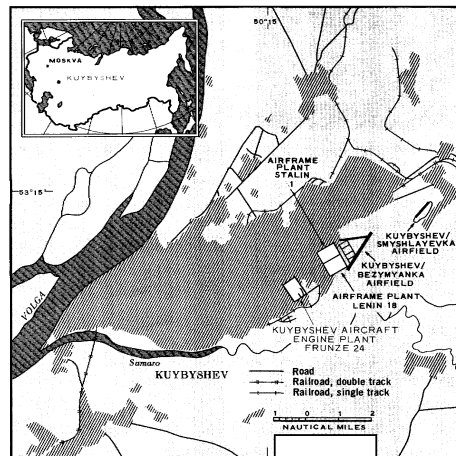 50°15'
MOSKVA
KUYBYSHEV
AIRFRAME
PLANT
STALIN
1
53°15'
KUYBYSHEV/
SMYSHLAYEVKA
AIRFIELD
KUYBYSHEV/
BEZYMYANKA
AIRFIELD
VOLGA
AIRFRAME PLANT
LENIN 18
KUYBYSHEV AIRCRAFT
ENGINE PLANT
FRUNZE 24
Samara
KUYBYSHEV
Road
Railroad, double track
Railroad, single track
1 0 1 2
NAUTICAL MILES